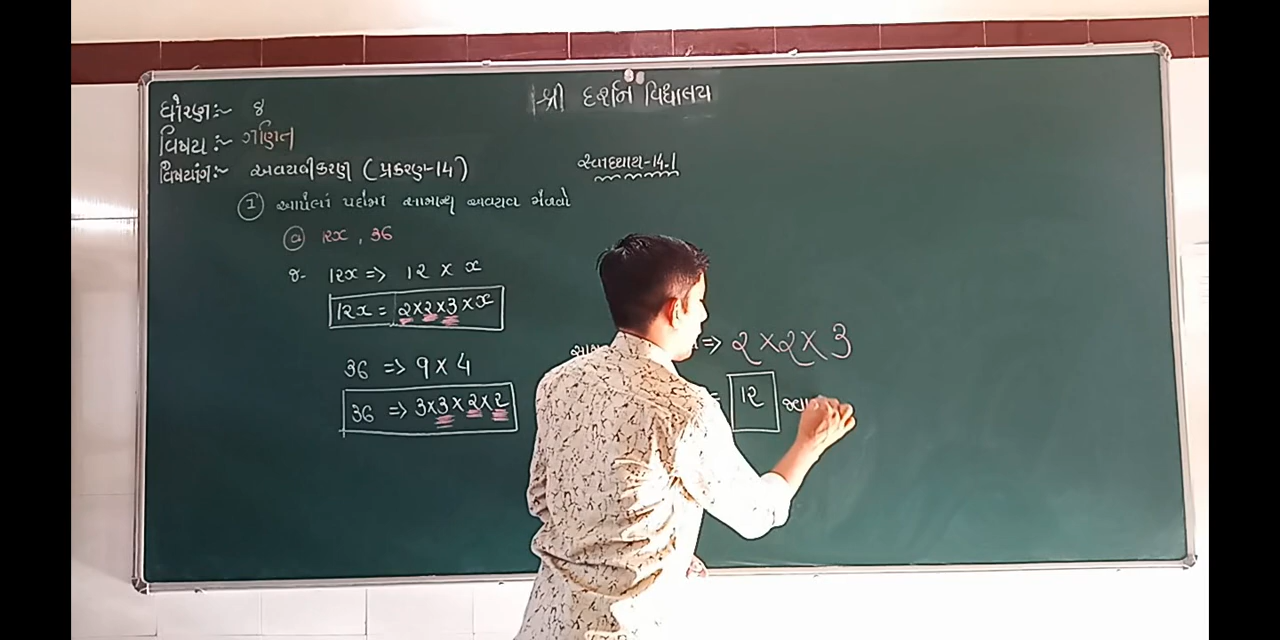 શ્રી દર્શન વિધાલય
ધોરણ:~ ૪
વિષય:~ ગણિત
વિષયાંગ:~ અવયવીકરણ (પ્રકરણ-14)
સ્વાધ્યાય-14.1
1 આપેલાં પદોમાં સામાન્ય અવયવ મેળવો
a 12x , 36
જ- 12x => 12 × x
12x = 2×2×3×x
36 => 9 × 4
36 => 3×3×2×2
=> 2×2×3
= 12